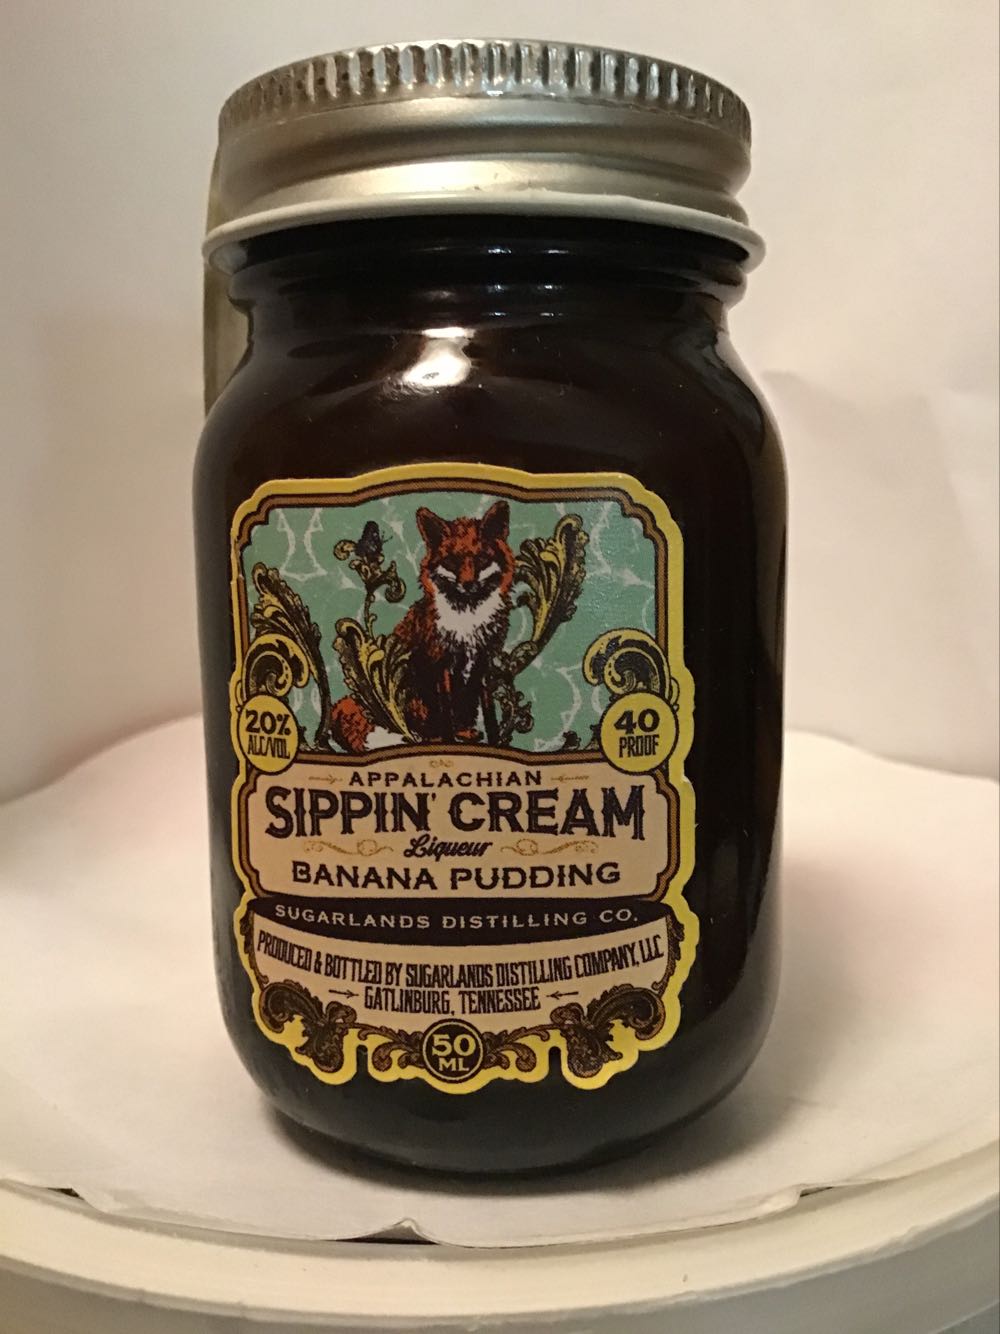 20%
ALC/VOL
40
PROOF
APPALACHIAN
SIPPIN' CREAM
Liqueur
BANANA PUDDING
SUGARLANDS DISTILLING CO.
PRODUCED & BOTTLED BY SUGARLANDS DISTILLING COMPANY, LLC
GATLINBURG, TENNESSEE
50
ML